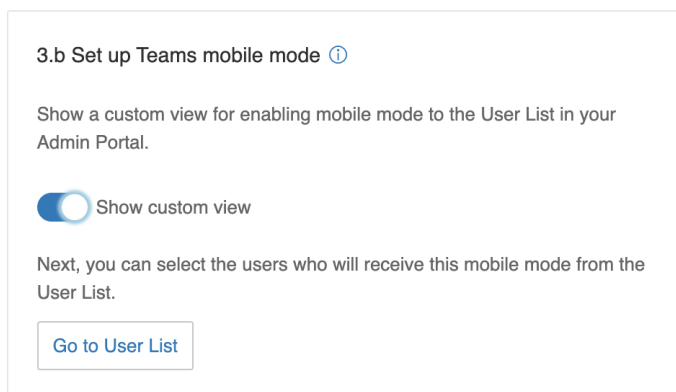 3.b Set up Teams mobile mode
Show a custom view for enabling mobile mode to the User List in your
Admin Portal.
Show custom view
Next, you can select the users who will receive this mobile mode from the
User List.
Go to User List